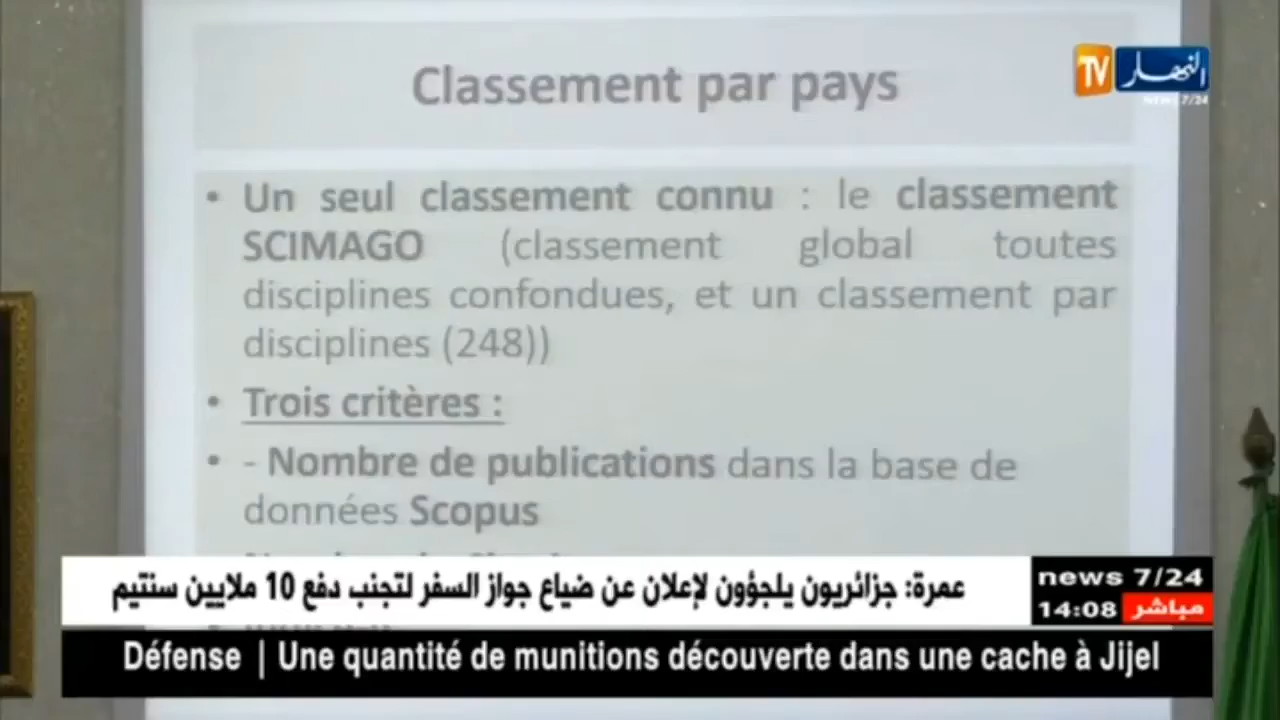 Classement par pays
TV النهار
NEWS 7/24
• Un seul classement connu : le classement
SCIMAGO (classement global toutes
disciplines confondues, et un classement par
disciplines (248))
• Trois critères :
• - Nombre de publications dans la base de
données Scopus
عمرة: جزائريون يلجؤون لإعلان عن ضياع جواز السفر لتجنب دفع 10 ملايين سنتيم
news 7/24
14:08 مباشر
Défense | Une quantité de munitions découverte dans une cache à Jijel